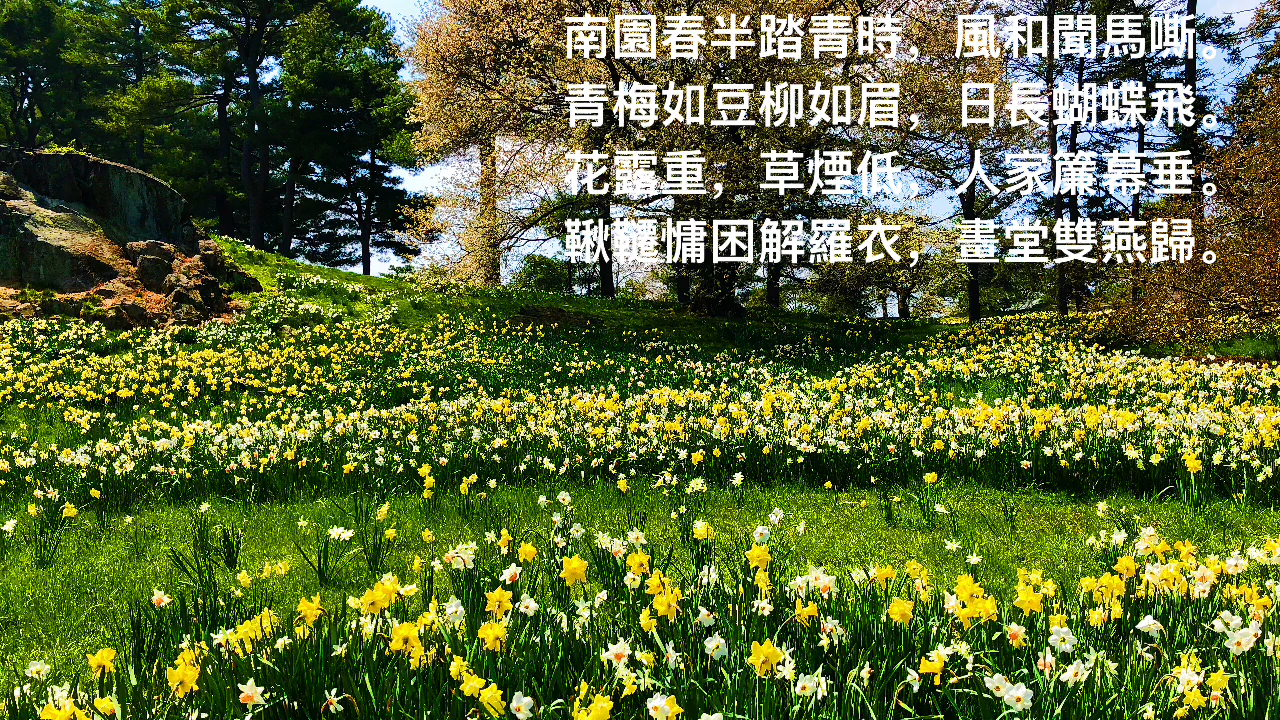 南園春半踏青時，風和聞馬嘶。
青梅如豆柳如眉，日長蝴蝶飛。
花露重，草煙低，人家簾幕垂。
鞦韆慵困解羅衣，畫堂雙燕歸。